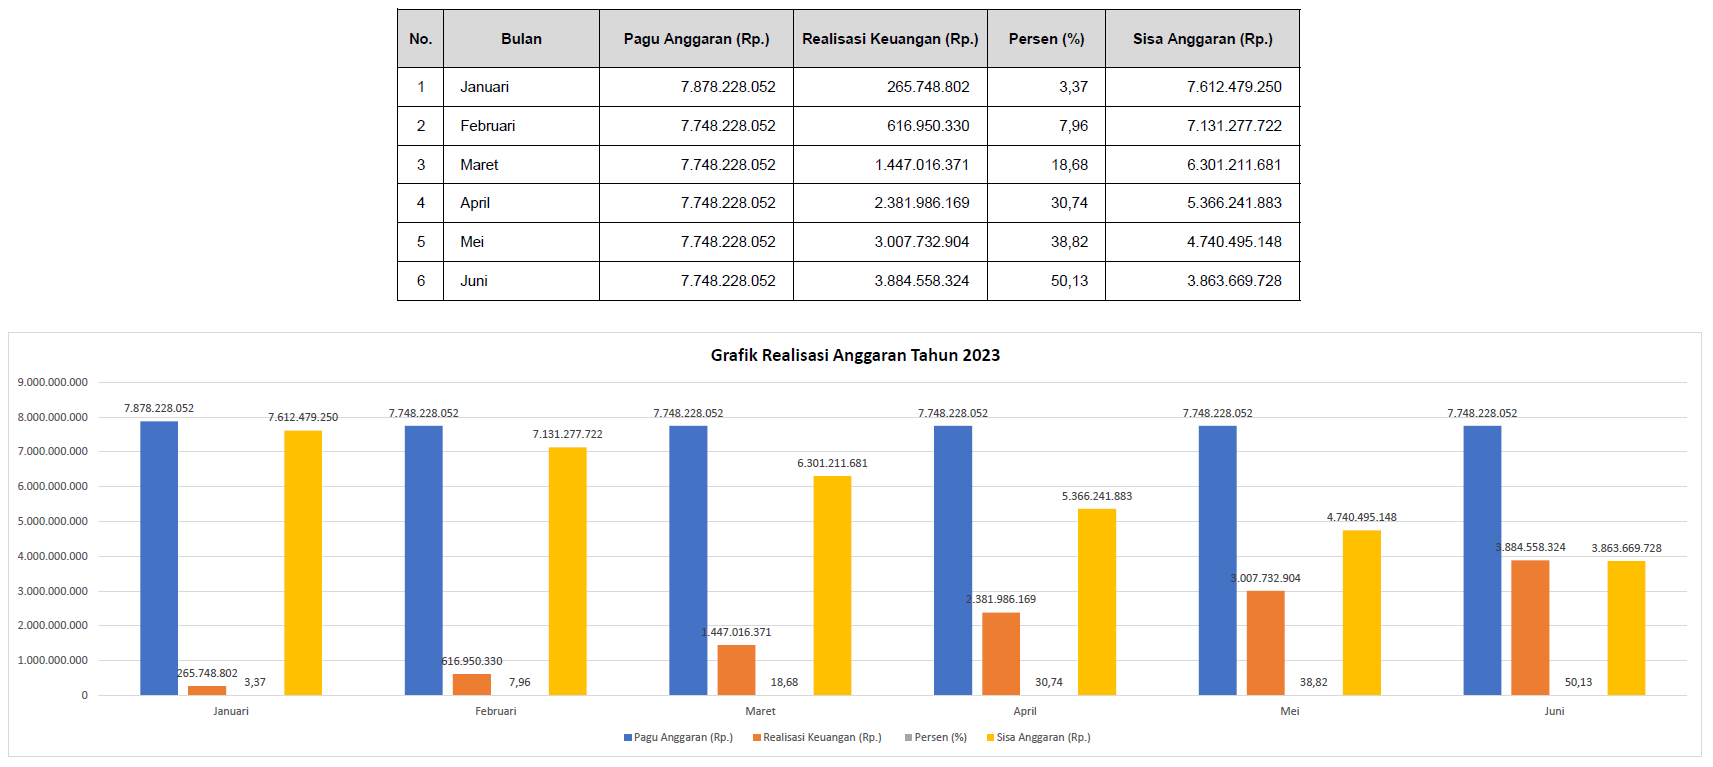 No. Bulan Pagu Anggaran (Rp.) Realisasi Keuangan (Rp.) Persen (%) Sisa Anggaran (Rp.)
1 Januari 7.878.228.052 265.748.802 3,37 7.612.479.250
2 Februari 7.748.228.052 616.950.330 7,96 7.131.277.722
3 Maret 7.748.228.052 1.447.016.371 18,68 6.301.211.681
4 April 7.748.228.052 2.381.986.169 30,74 5.366.241.883
5 Mei 7.748.228.052 3.007.732.904 38,82 4.740.495.148
6 Juni 7.748.228.052 3.884.558.324 50,13 3.863.669.728
Grafik Realisasi Anggaran Tahun 2023
9.000.000.000
8.000.000.000
7.000.000.000
6.000.000.000
5.000.000.000
4.000.000.000
3.000.000.000
2.000.000.000
1.000.000.000
0
7.878.228.052 265.748.802 3,37 7.612.479.250
7.748.228.052 616.950.330 7,96 7.131.277.722
7.748.228.052 1.447.016.371 18,68 6.301.211.681
7.748.228.052 2.381.986.169 30,74 5.366.241.883
7.748.228.052 3.007.732.904 38,82 4.740.495.148
7.748.228.052 3.884.558.324 50,13 3.863.669.728
Januari Februari Maret April Mei Juni
Pagu Anggaran (Rp.) Realisasi Keuangan (Rp.) Persen (%) Sisa Anggaran (Rp.)